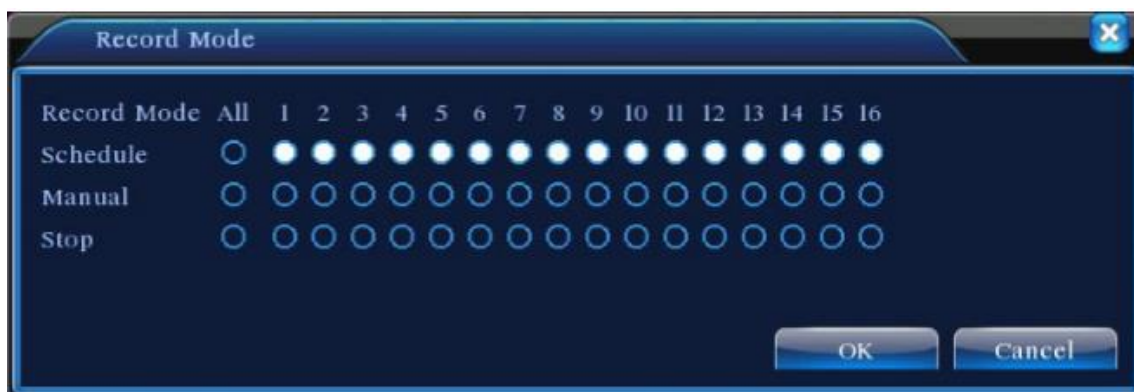 Record Mode
Record Mode All 1 2 3 4 5 6 7 8 9 10 11 12 13 14 15 16
Schedule
Manual
Stop
OK Cancel